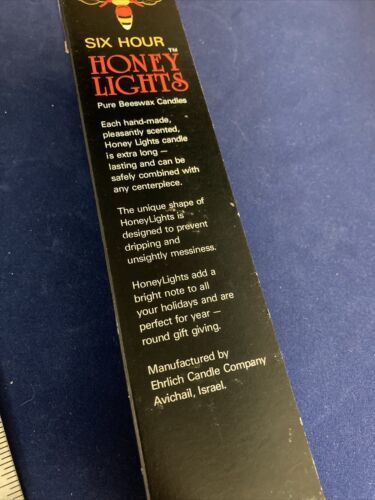 SIX HOUR
HONEY™
LIGHTS
Pure Beeswax Candles
Each hand-made,
pleasantly scented,
Honey Lights candle
is extra long —
lasting and can be
safely combined with
any centerpiece.
The unique shape of
HoneyLights is
designed to prevent
dripping and
unsightly messiness.
HoneyLights add a
bright note to all
your holidays and are
perfect for year —
round gift giving.
Manufactured by
Ehrlich Candle Company
Avichail, Israel.